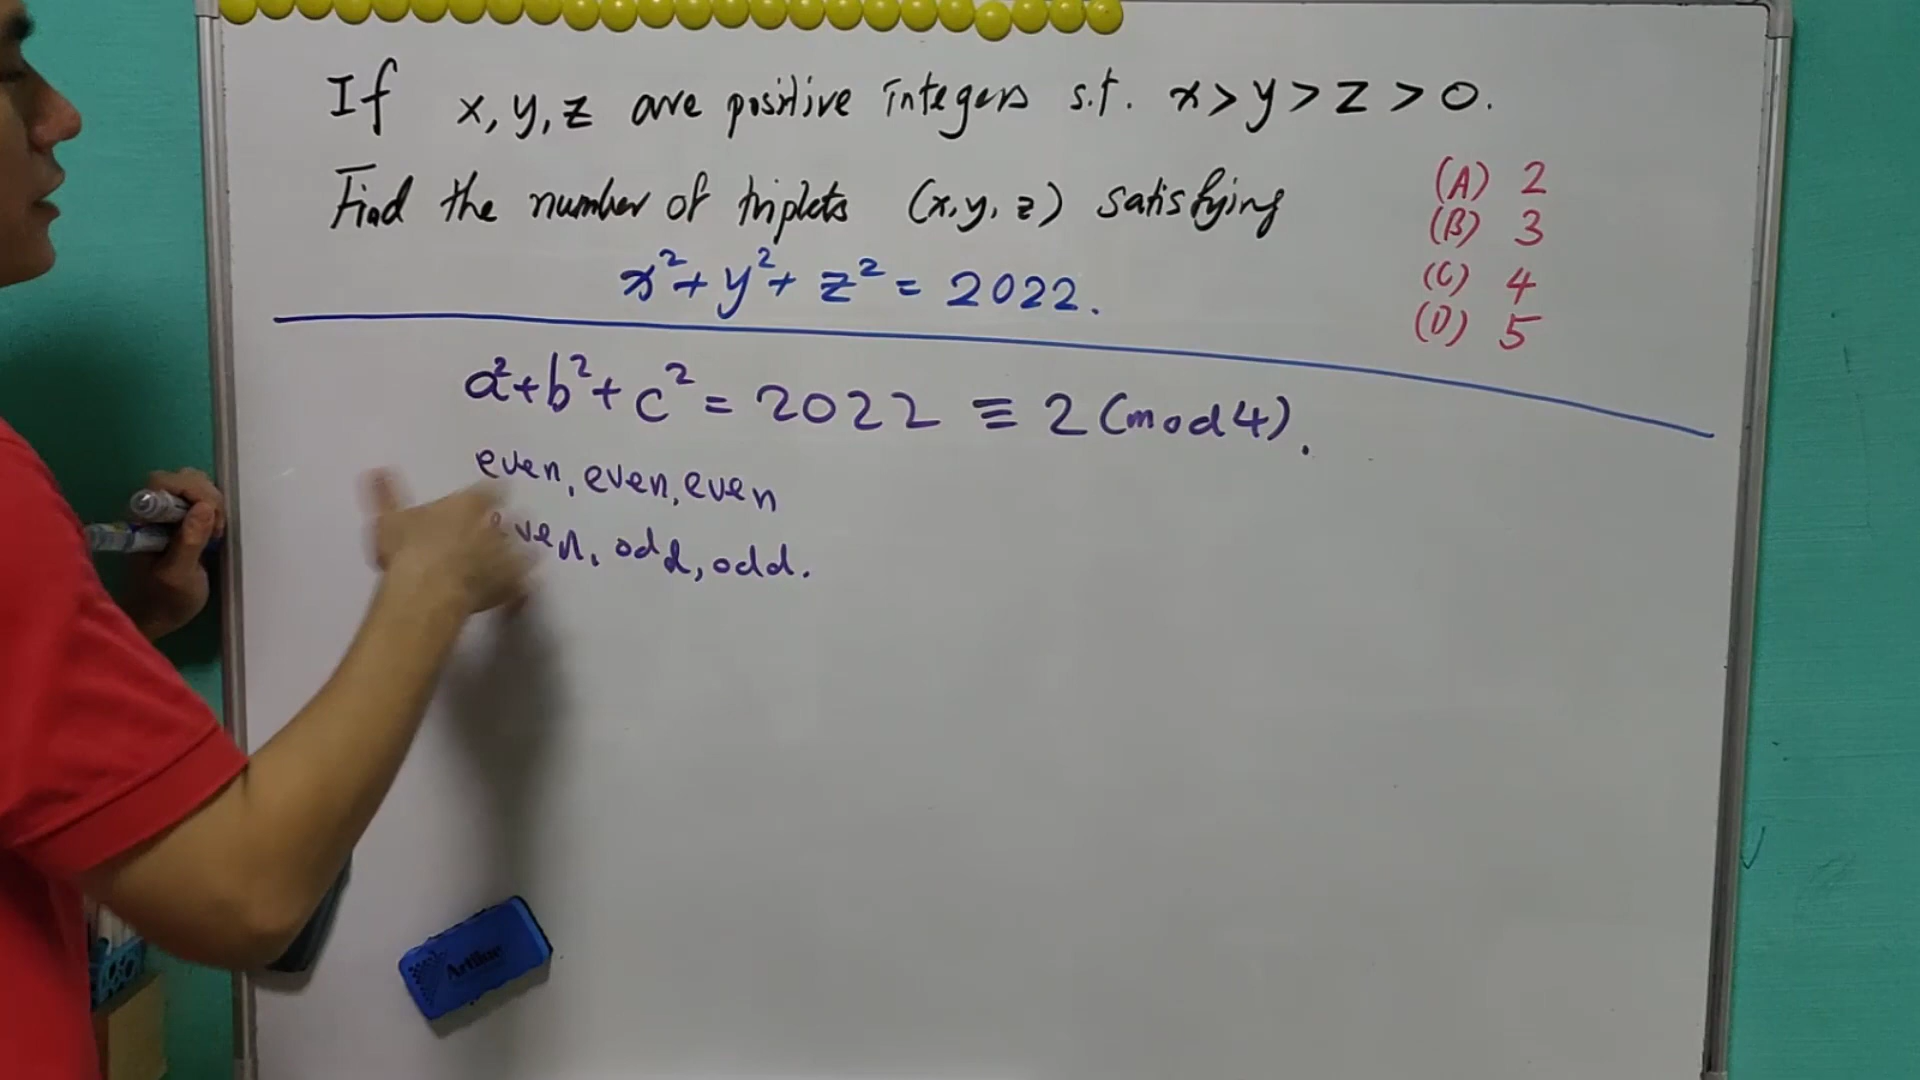 If x, y, z are positive integers s.t. x > y > z > 0.
Find the number of triplets (x, y, z) satisfying
x² + y² + z² = 2022.
(A) 2
(B) 3
(C) 4
(D) 5
a² + b² + c² = 2022 ≡ 2 (mod 4).
even, even, even
even, odd, odd.
Artline